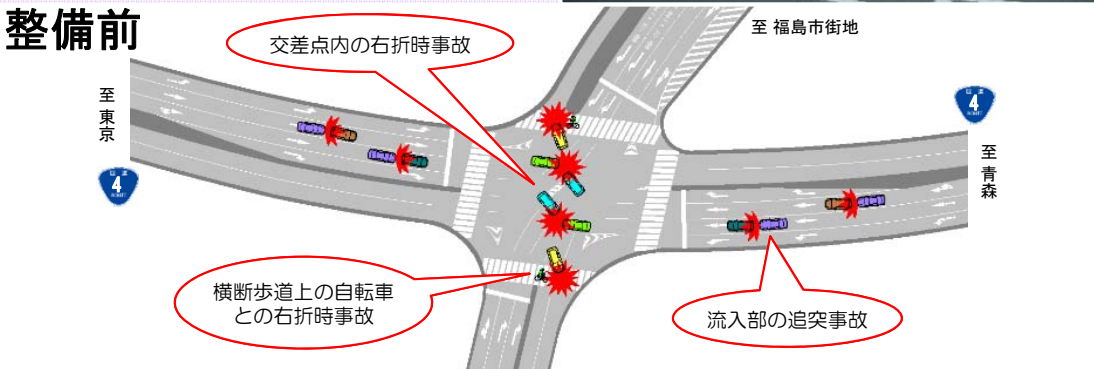 整備前
交差点内の右折時事故
至 福島市街地
至東京
4
4
至青森
横断歩道上の自転車
との右折時事故
流入部の追突事故